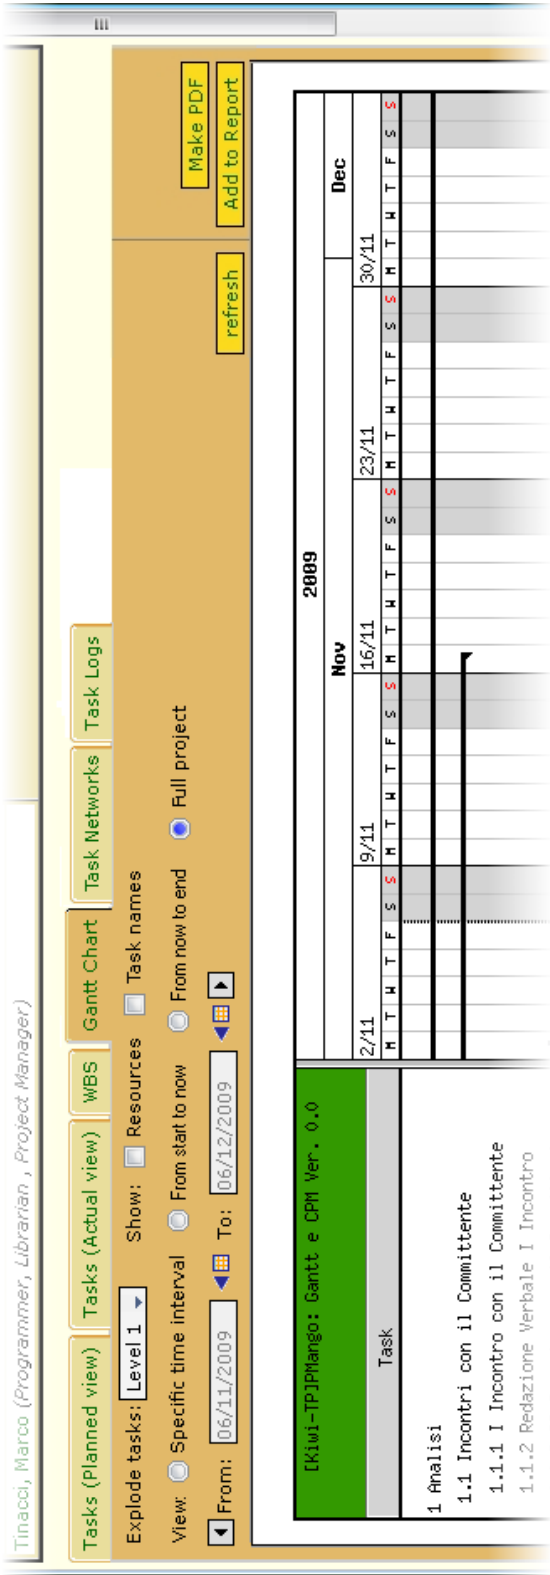 Tinacci, Marco (Programmer, Librarian , Project Manager)
Tasks (Planned view) Tasks (Actual view) WBS Gantt Chart Task Networks Task Logs
Explode tasks: Level 1 Show: Resources Task names
Make PDF
View: Specific time interval From start to now From now to end Full project
From: 06/11/2009 To: 06/12/2009 refresh Add to Report
[Kiwi-TP]PMango: Gantt e CPM Ver. 0.0
2009
Nov Dec
2/11 9/11 16/11 23/11 30/11
Task
M T W T F S S M T W T F S S M T W T F S S M T W T F S S M T W T F S S
1 Analisi
1.1 Incontri con il Committente
1.1.1 I Incontro con il Committente
1.1.2 Redazione Verbale I Incontro